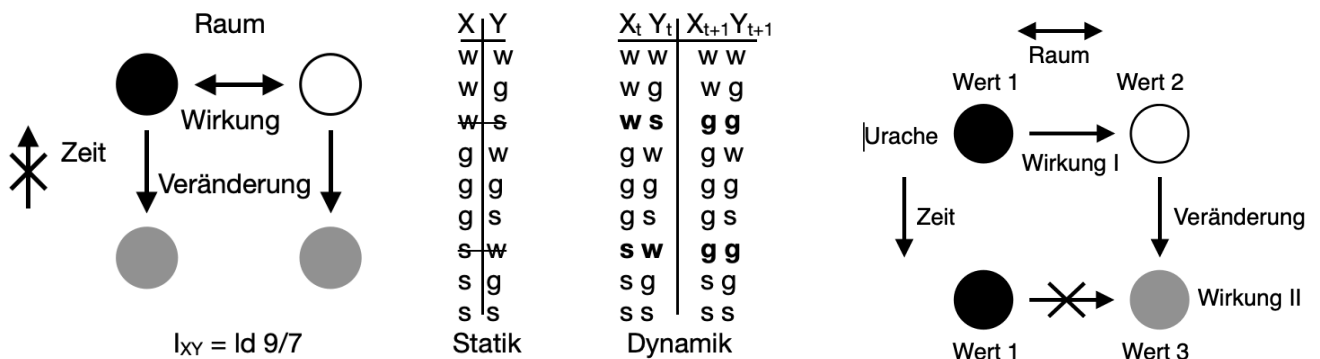 Raum
Wirkung
Zeit
Veränderung
I_XY = ld 9/7
X Y
w w
w g
w s
g w
g g
g s
s w
s g
s s
Statik
X_t Y_t X_t+1 Y_t+1
w w w w
w g w g
w s g g
g w g w
g g g g
g s g s
s w g g
s g s g
s s s s
Dynamik
Raum
Wert 1 Wert 2
Urache
Wirkung I
Zeit
Veränderung
Wirkung II
Wert 1 Wert 3